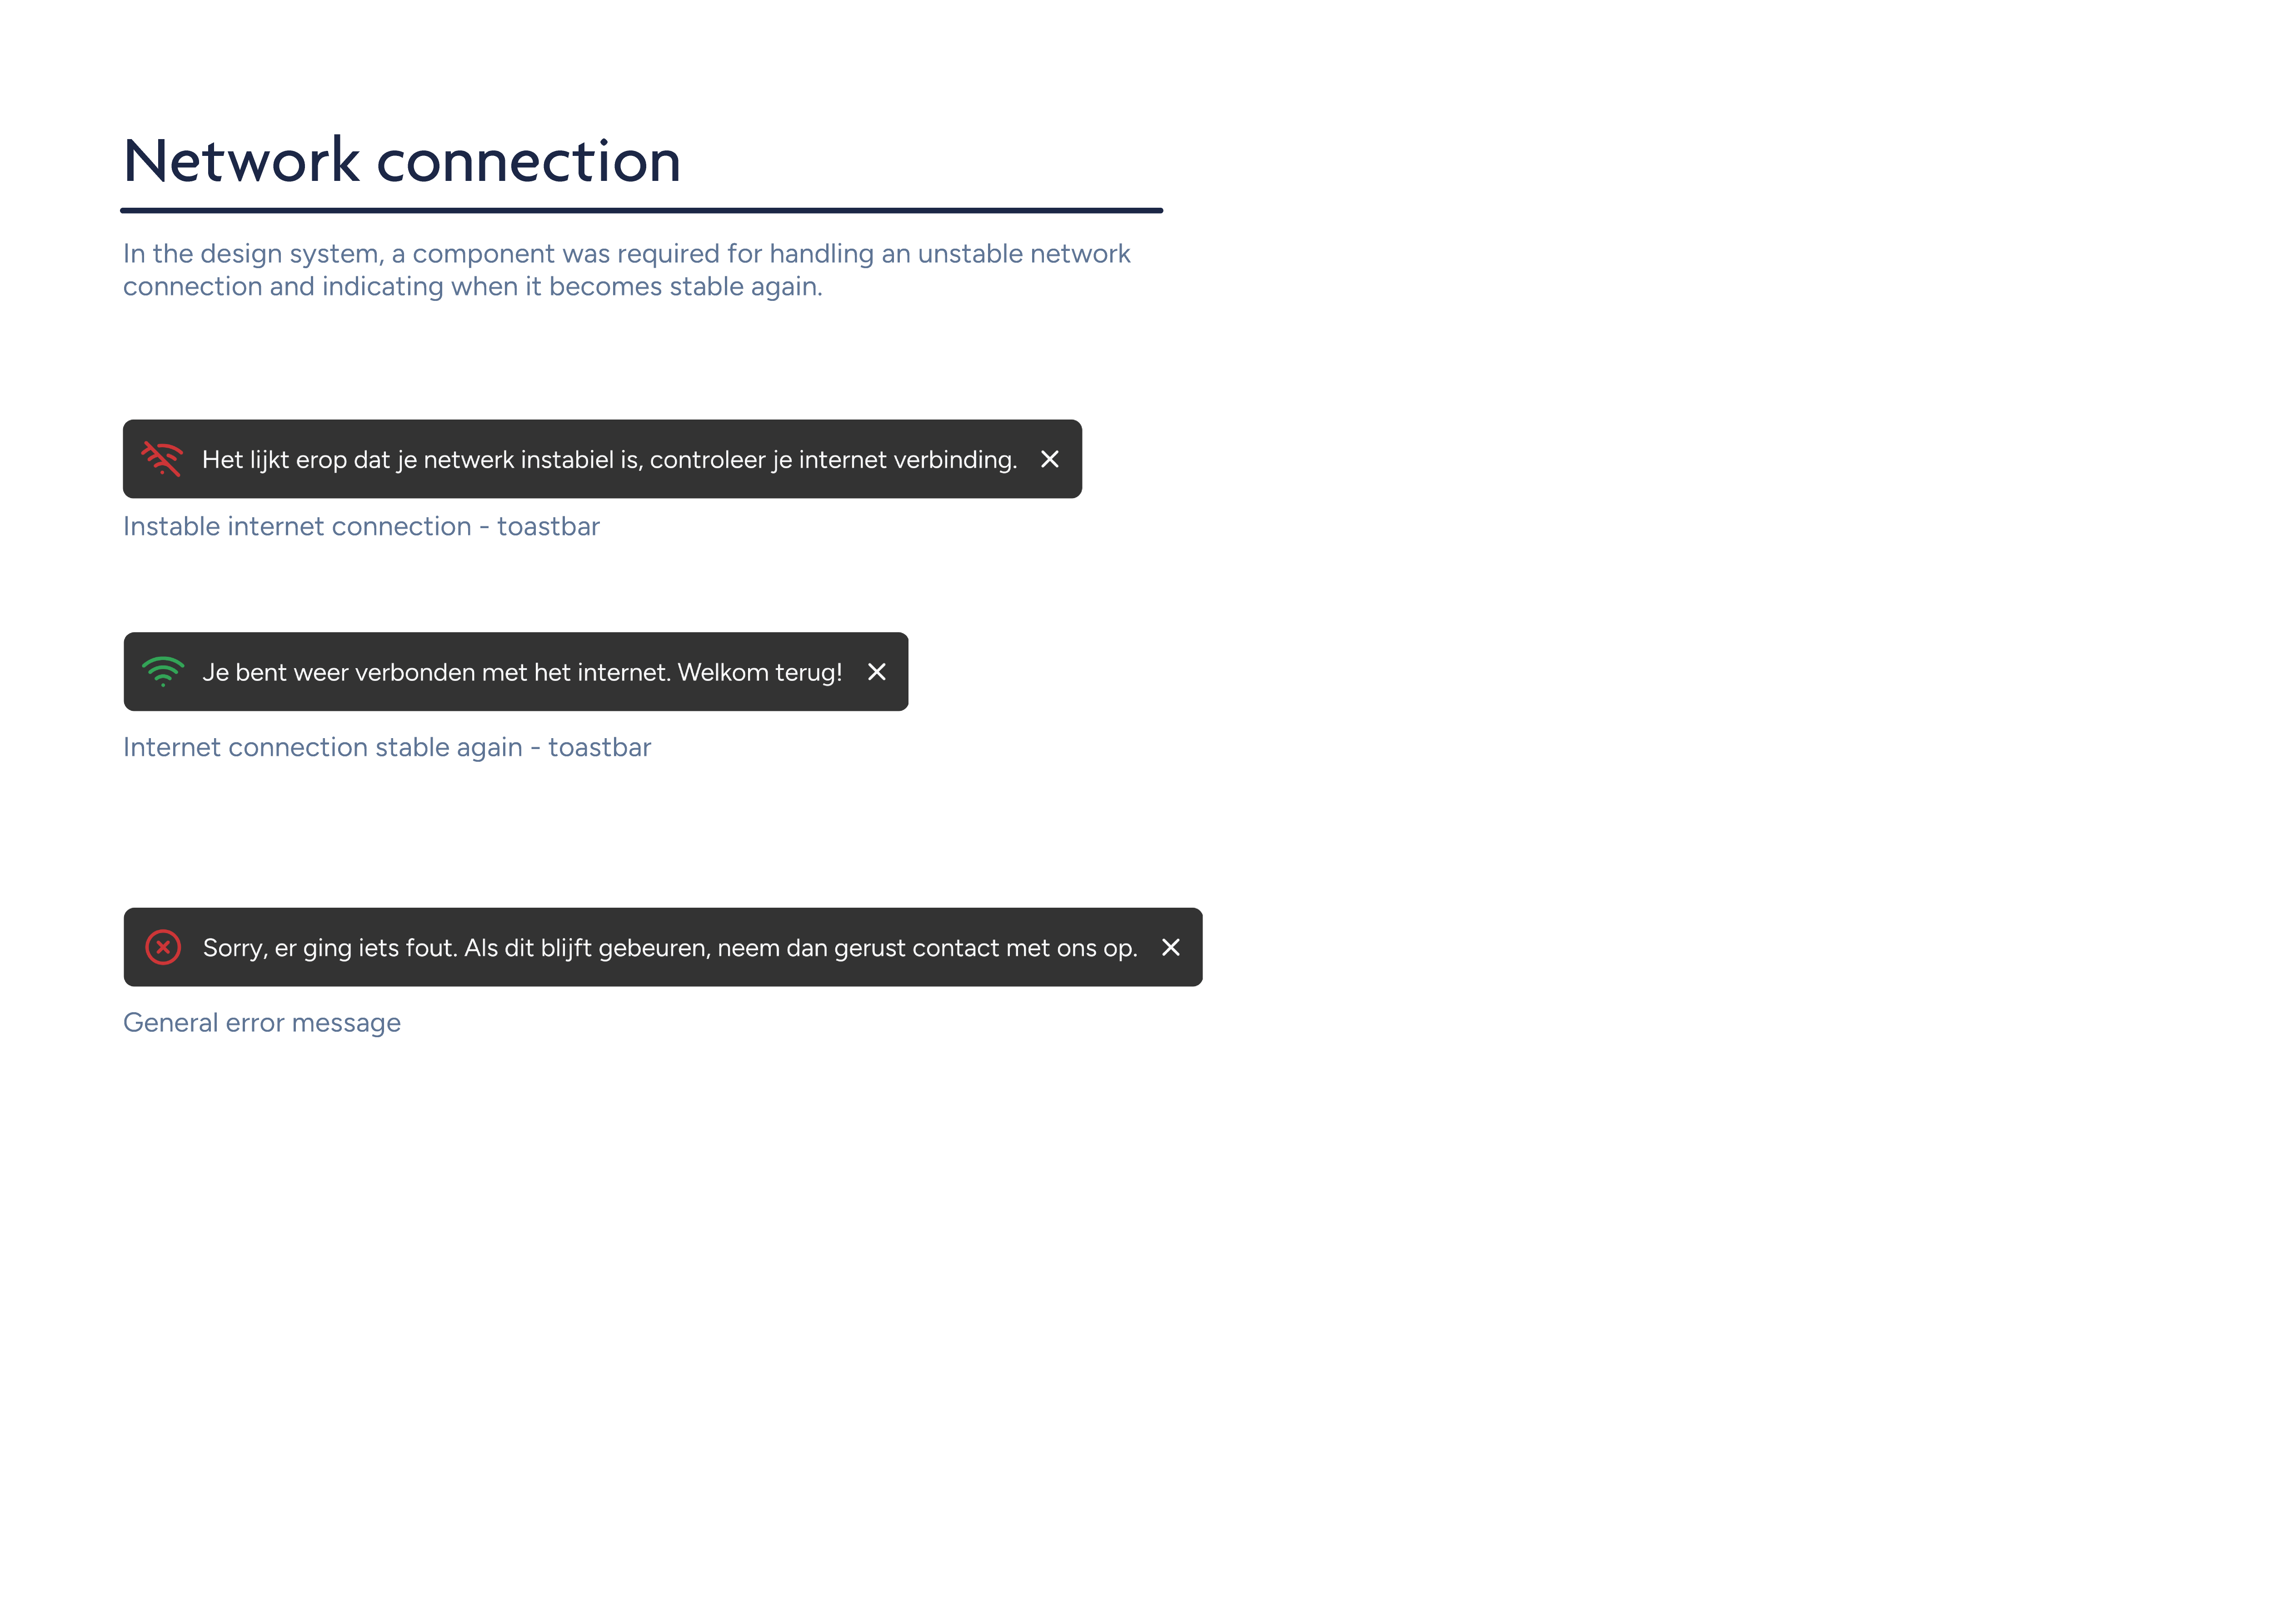 Network connection
In the design system, a component was required for handling an unstable network
connection and indicating when it becomes stable again.
Het lijkt erop dat je netwerk instabiel is, controleer je internet verbinding.
Instable internet connection - toastbar
Je bent weer verbonden met het internet. Welkom terug!
Internet connection stable again - toastbar
Sorry, er ging iets fout. Als dit blijft gebeuren, neem dan gerust contact met ons op.
General error message